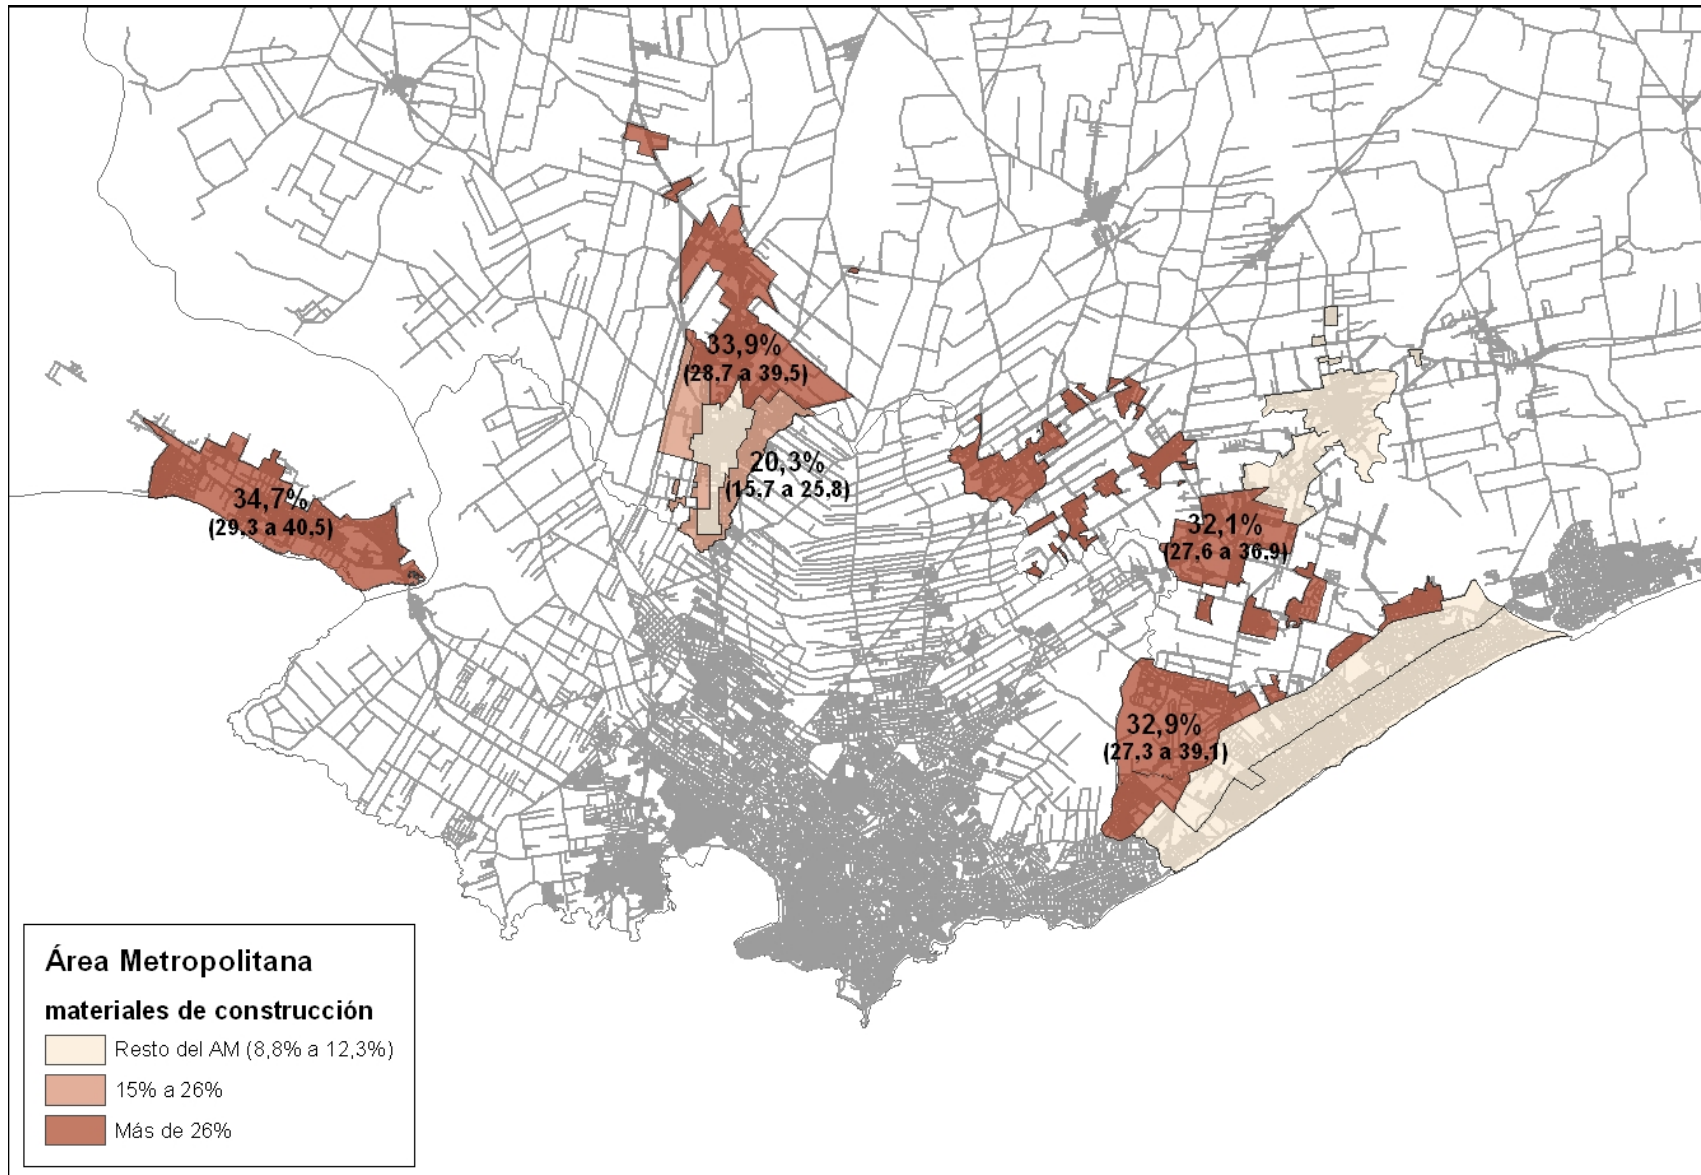 33,9%
(28,7 a 39,5)
20,3%
(15,7 a 25,8)
34,7%
(29,3 a 40,5)
32,1%
(27,6 a 36,9)
32,9%
(27,3 a 39,1)
Área Metropolitana
materiales de construcción
Resto del AM (8,8% a 12,3%)
15% a 26%
Más de 26%